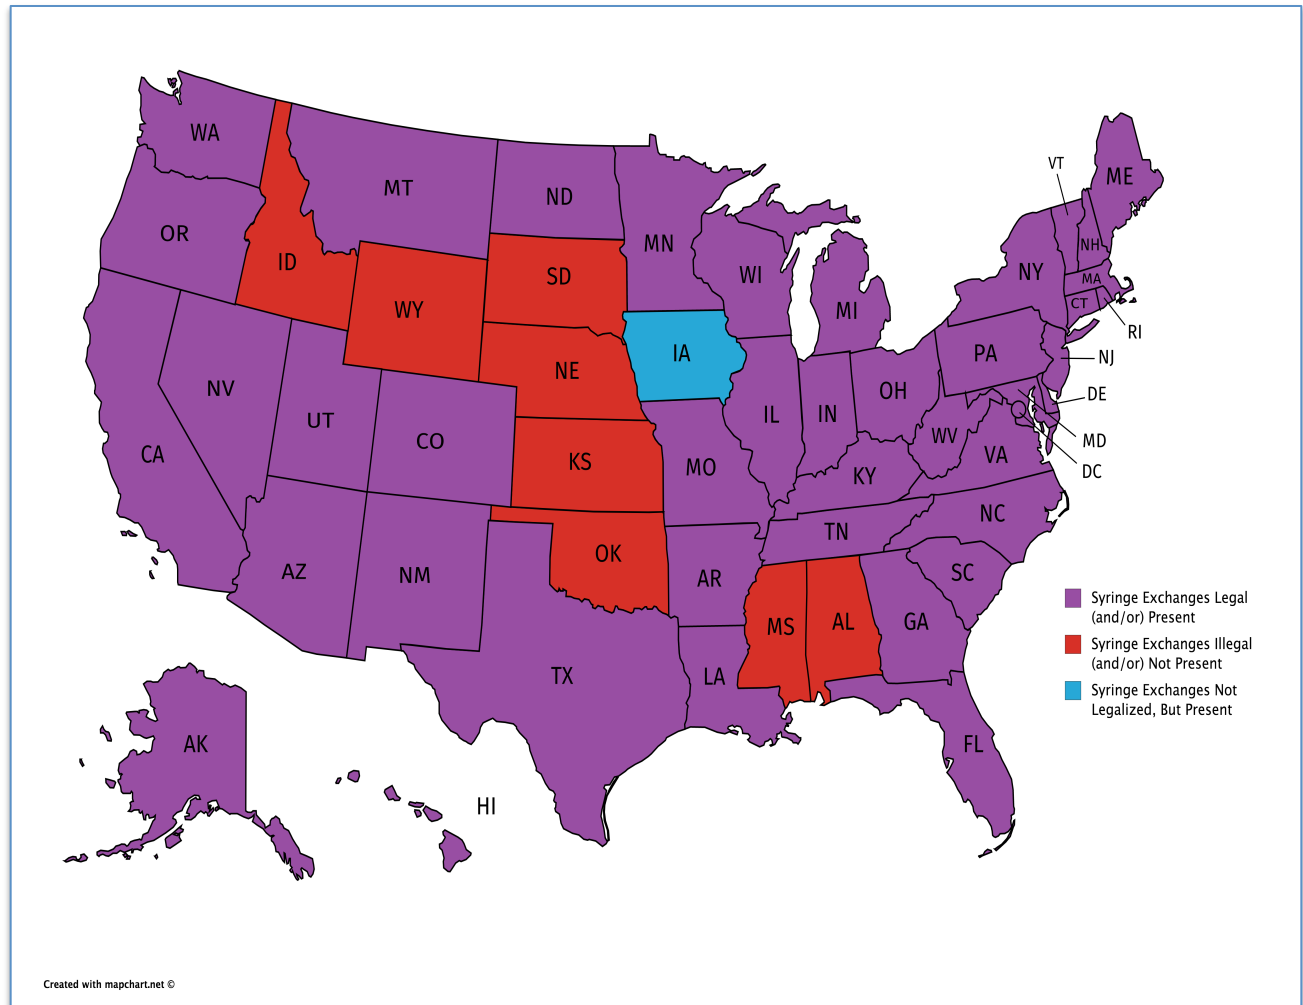 WA
MT
ND
VT
ME
OR
ID
SD
MN
WI
NY
NH
MA
CT
RI
WY
MI
IA
PA
NJ
NE
NV
UT
CO
IL
IN
OH
DE
CA
KS
MO
KY
WV
VA
MD
DC
AZ
NM
OK
AR
TN
NC
SC
MS
AL
GA
TX
LA
FL
AK
HI
Syringe Exchanges Legal
(and/or) Present
Syringe Exchanges Illegal
(and/or) Not Present
Syringe Exchanges Not
Legalized, But Present
Created with mapchart.net ©